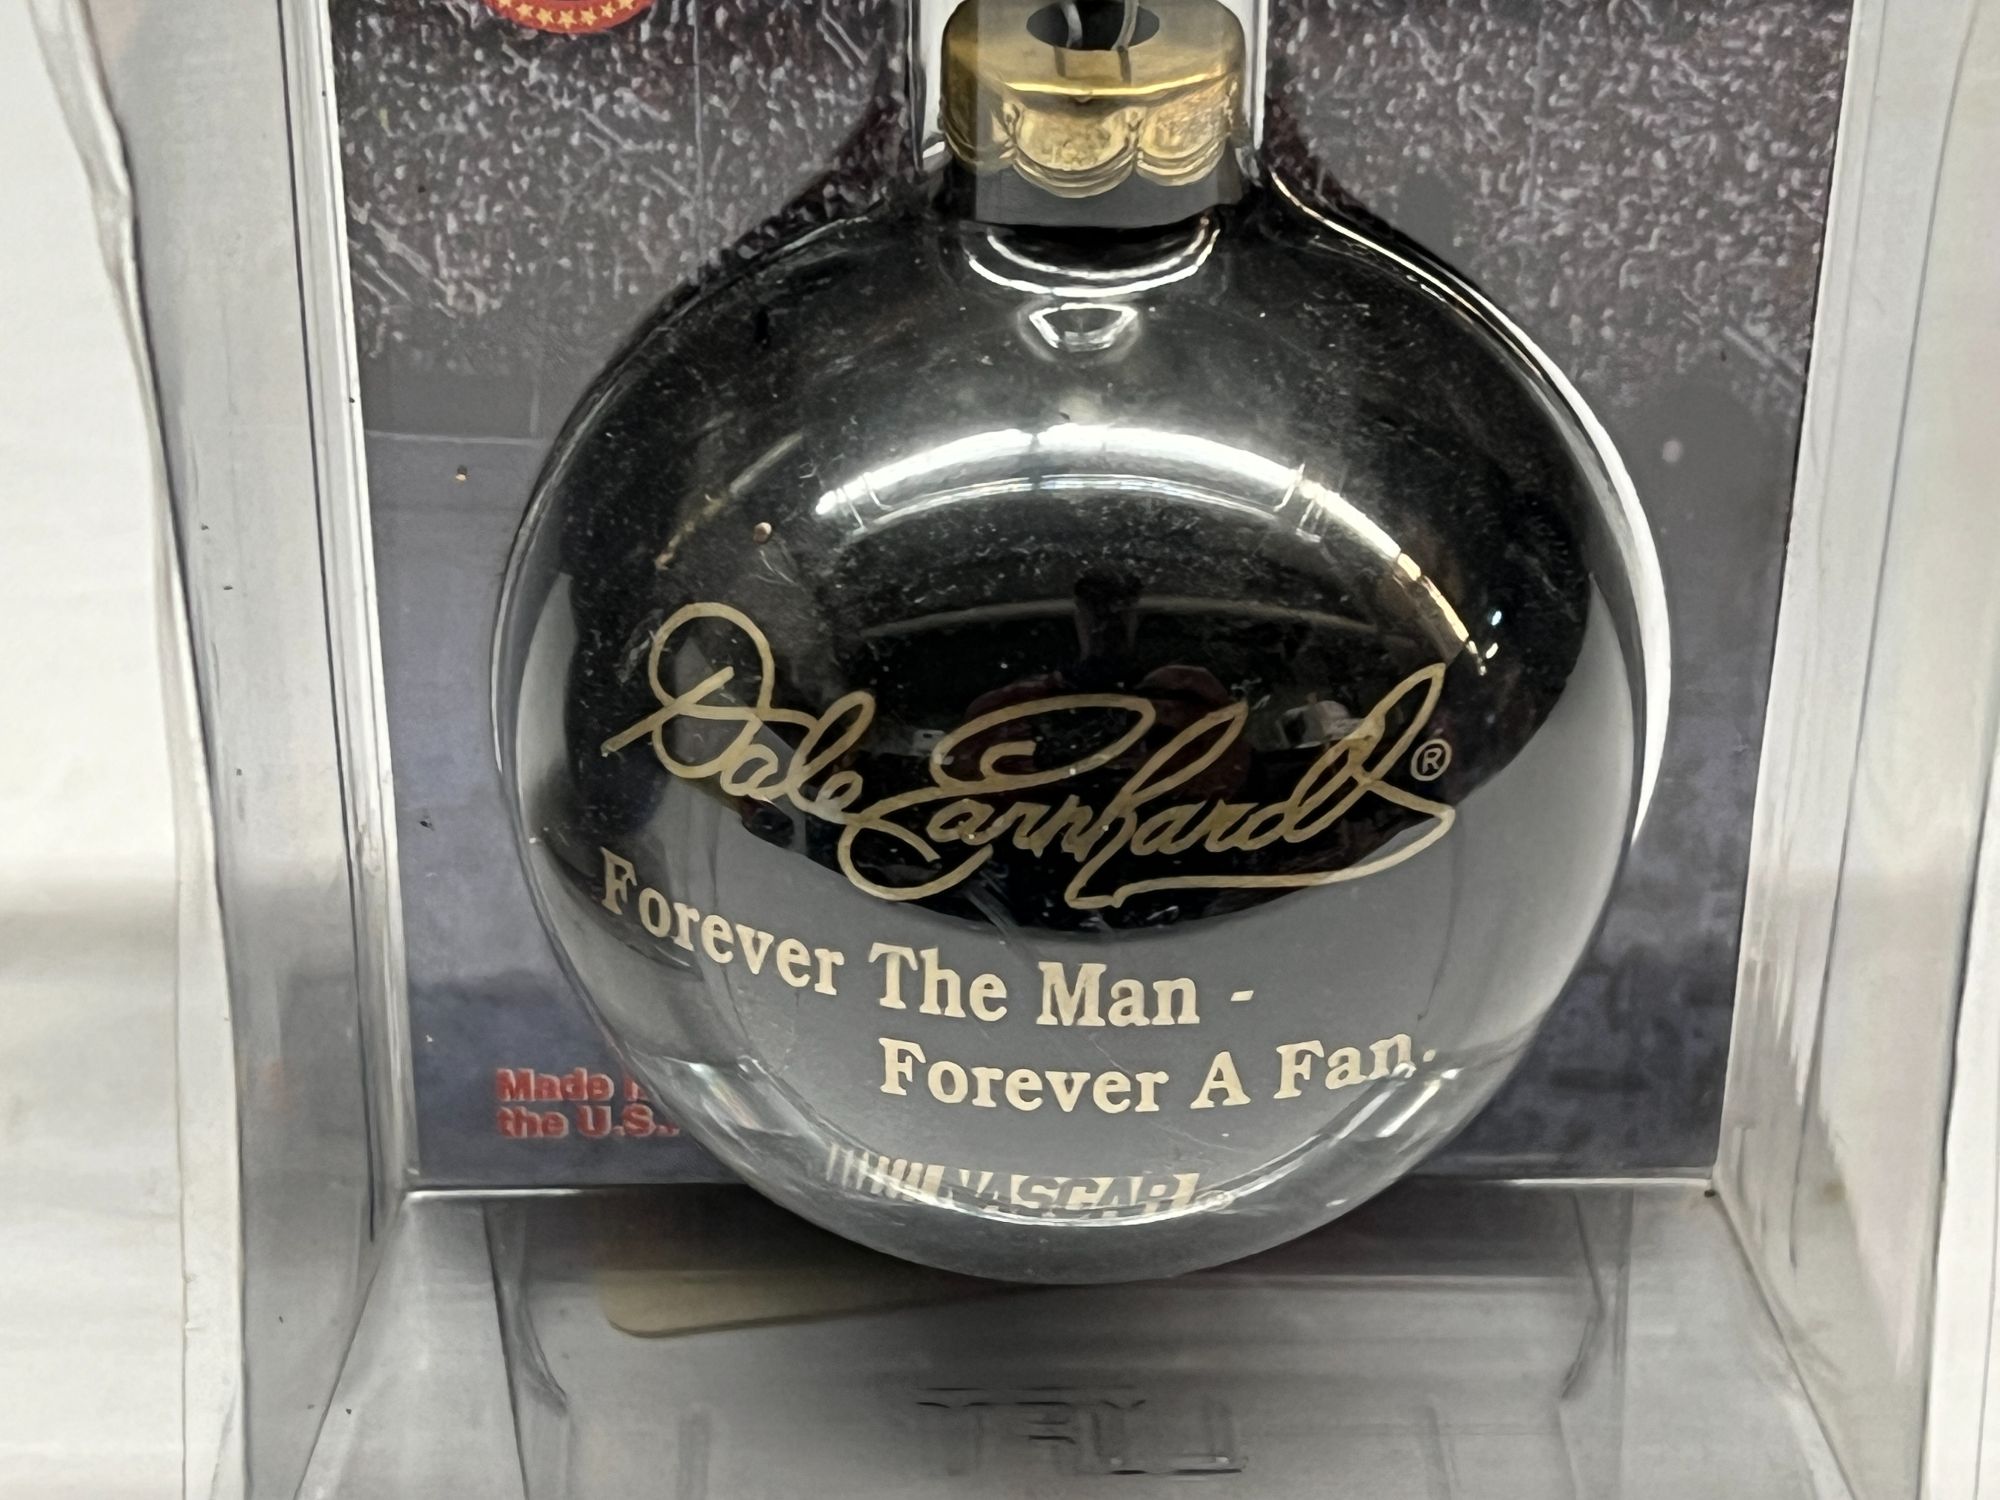 Dale Earnhardt®
Forever The Man -
Forever A Fan.
Made
the U.S.
NASCAR